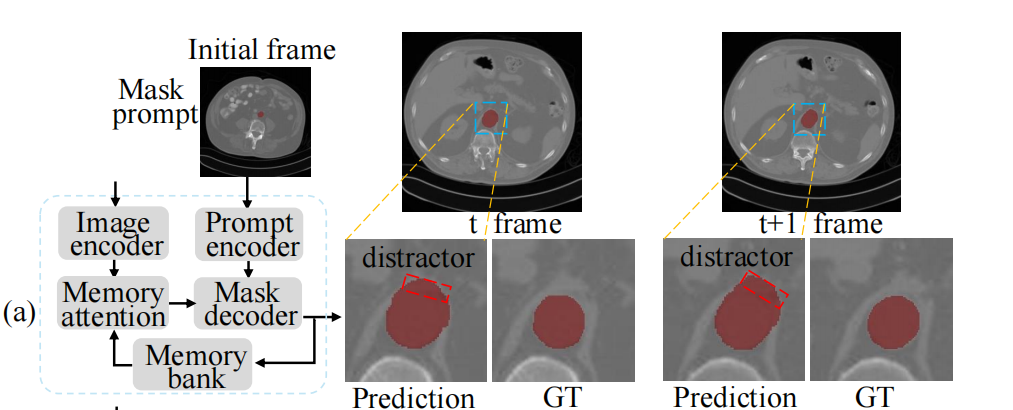 Initial frame
Mask
prompt
t frame
t+1 frame
Image
encoder
Prompt
encoder
distractor
distractor
(a)
Memory
attention
Mask
decoder
Memory
bank
Prediction
GT
Prediction
GT